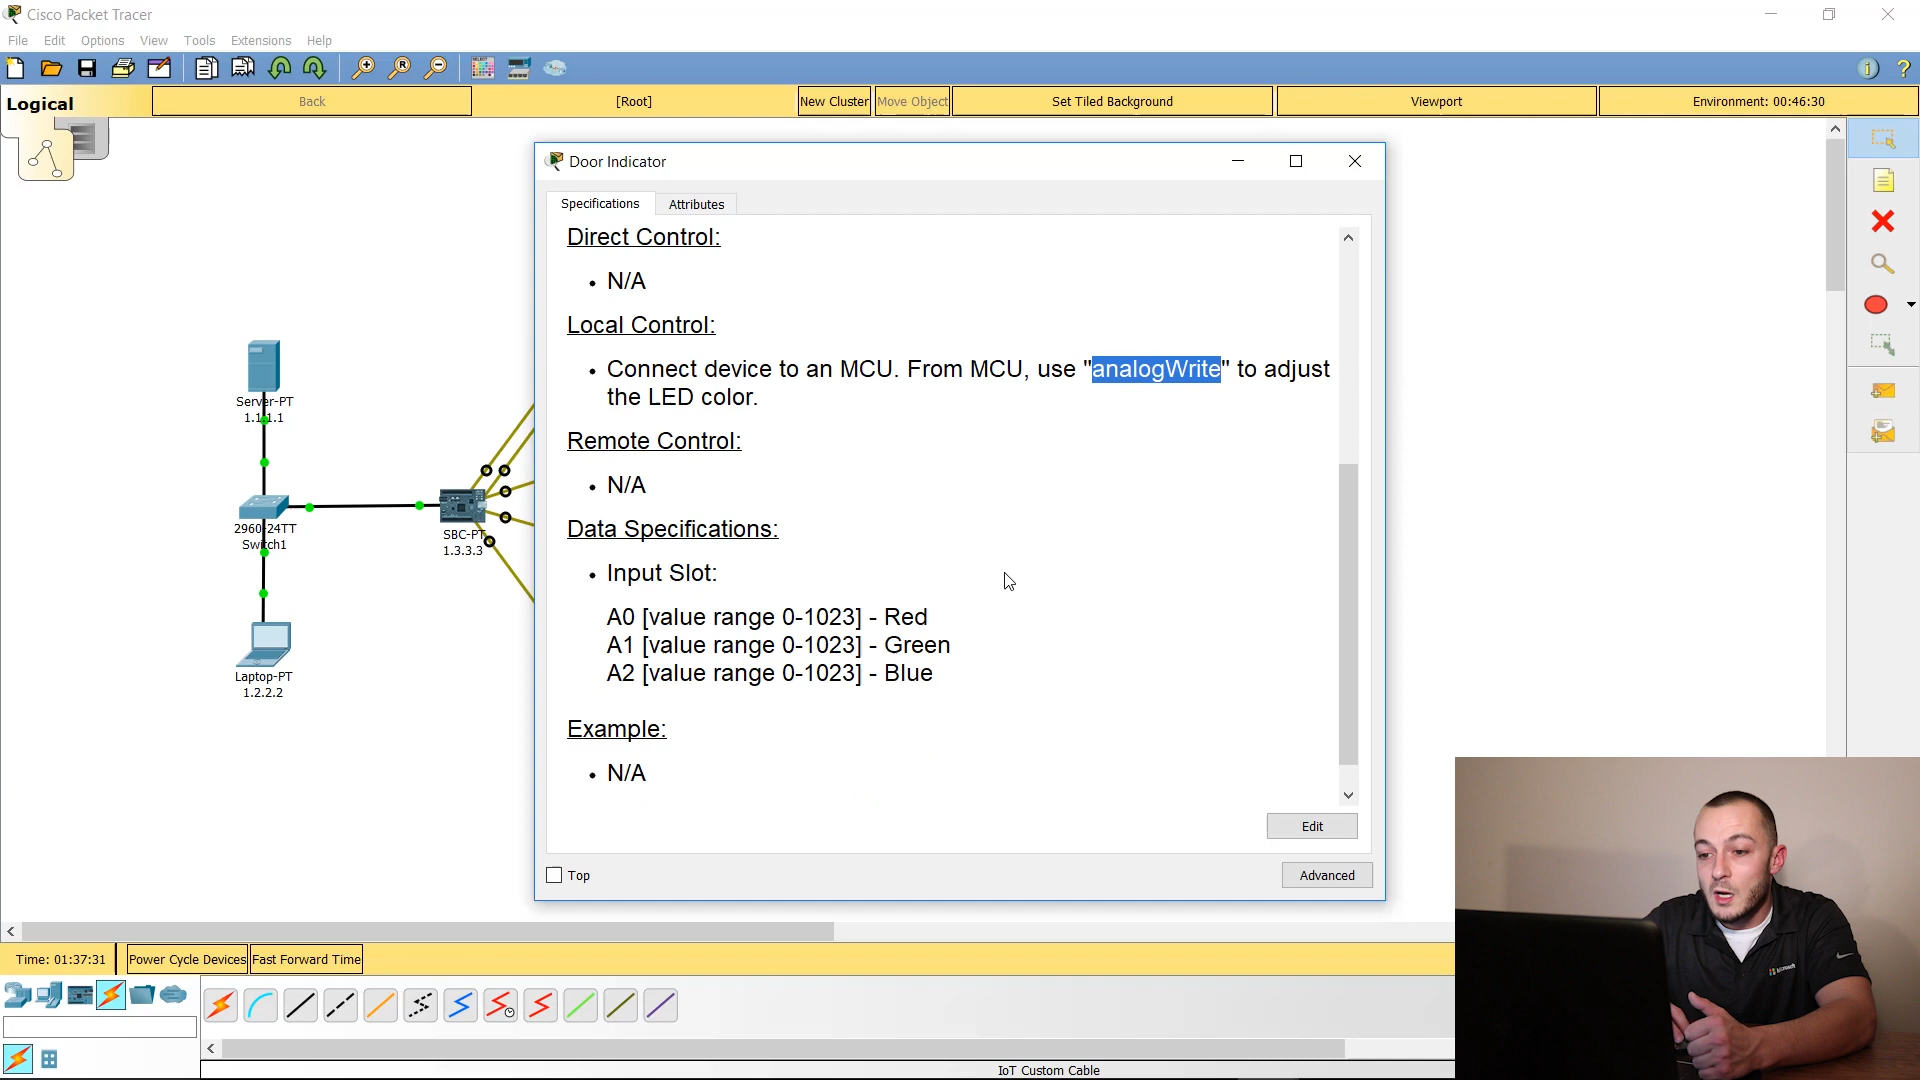 Cisco Packet Tracer
File Edit Options View Tools Extensions Help
Logical
Back
[Root]
New Cluster
Move Object
Set Tiled Background
Viewport
Environment: 00:46:30
Door Indicator
Specifications
Attributes
Direct Control:
• N/A
Local Control:
• Connect device to an MCU. From MCU, use "analogWrite" to adjust
the LED color.
Remote Control:
• N/A
Data Specifications:
• Input Slot:
A0 [value range 0-1023] - Red
A1 [value range 0-1023] - Green
A2 [value range 0-1023] - Blue
Example:
• N/A
Edit
Top
Advanced
Server-PT
1.1.1.1
2960-24TT
Switch1
SBC-PT
1.3.3.3
Laptop-PT
1.2.2.2
Time: 01:37:31
Power Cycle Devices
Fast Forward Time
IoT Custom Cable
Microsoft